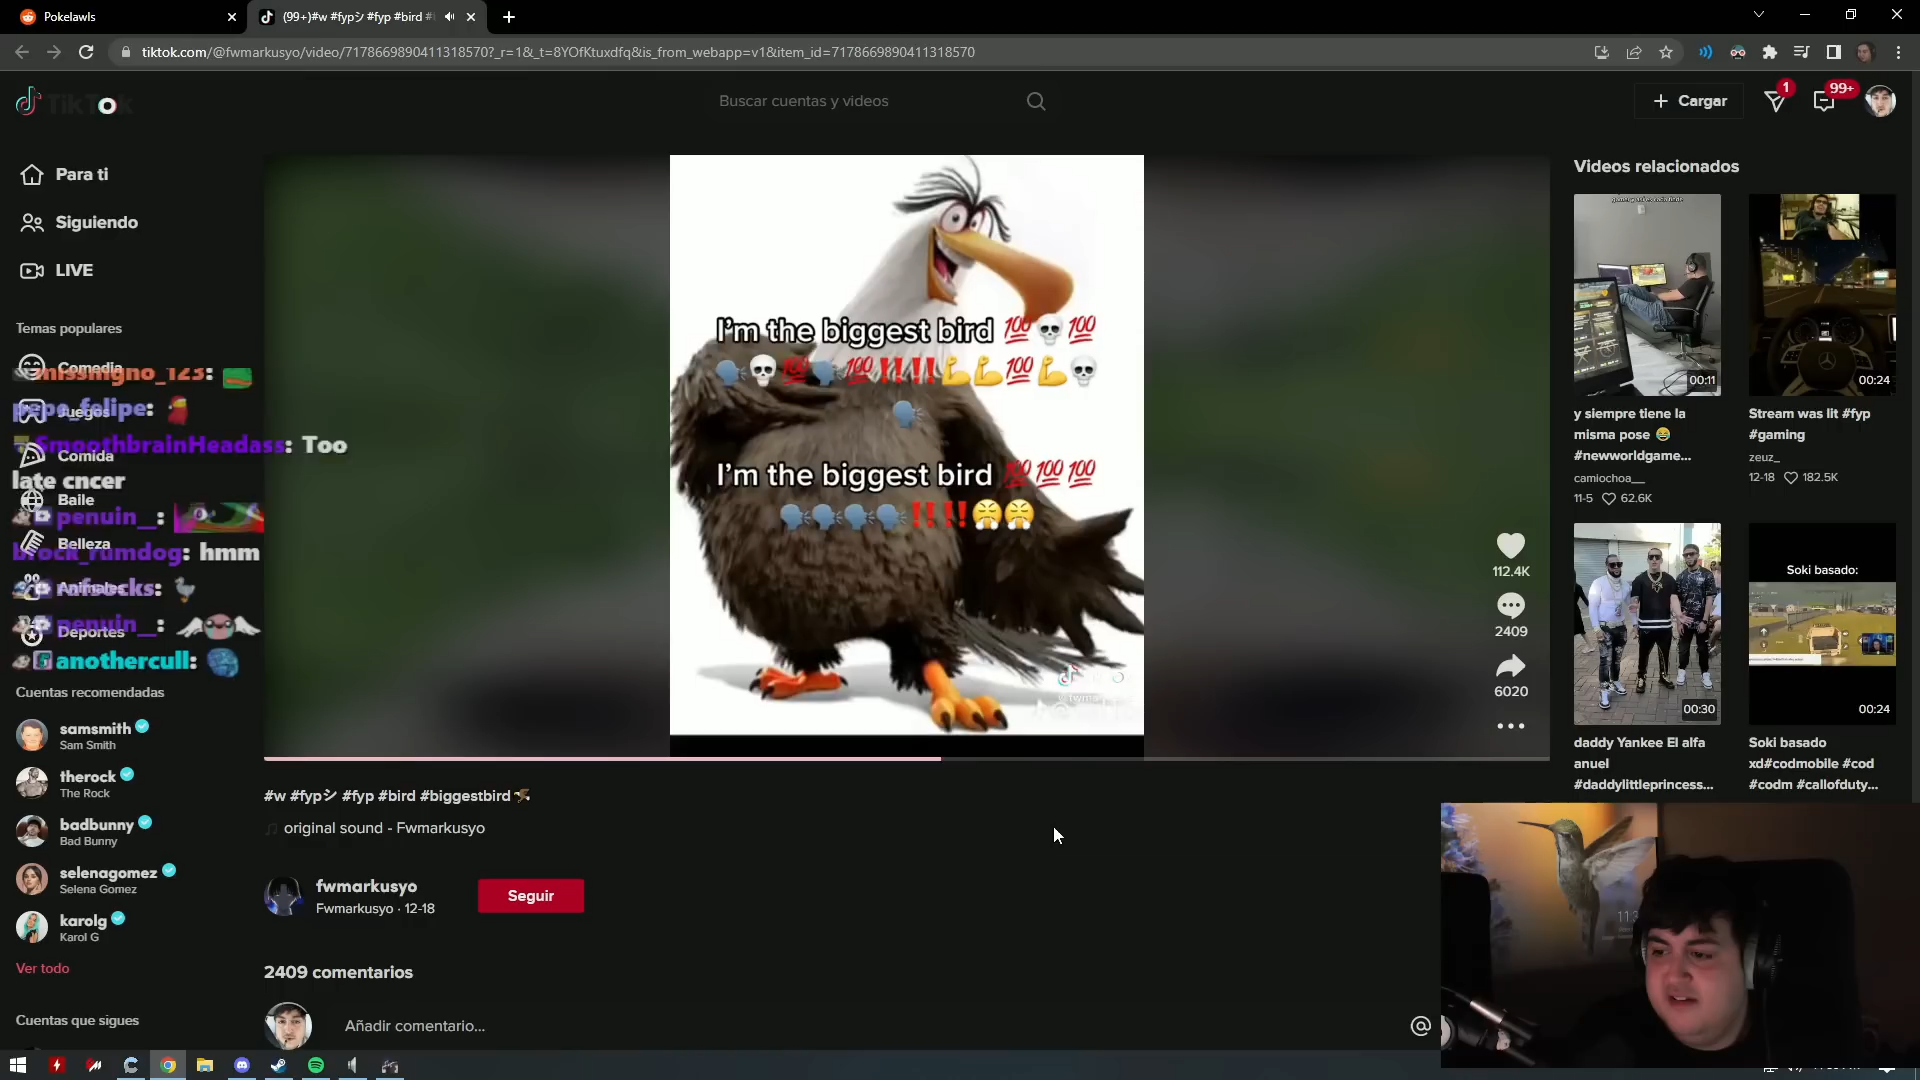 Pokelawls
(99+)#w #fypシ #fyp #bird #
tiktok.com/@fwmarkusyo/video/7178669890411318570?_r=1&_t=8YOfKtuxdfq&is_from_webapp=v1&item_id=7178669890411318570
TikTok
Buscar cuentas y videos
Cargar
1
99+
Para ti
Siguiendo
LIVE
Temas populares
Comedia
missingno_123:
Juegos
pepe_felipe:
SmoothbrainHeadass: Too
Comida
late cncer
Baile
penuin__:
Belleza
brock_rumdog: hmm
Animales
penuin__:
Deportes
anothercull:
Cuentas recomendadas
samsmith
Sam Smith
therock
The Rock
badbunny
Bad Bunny
selenagomez
Selena Gomez
karolg
Karol G
Ver todo
Cuentas que sigues
I'm the biggest bird 💯💀💯
🗣💀💯🗣💯‼️‼️💪💪💯💪💀
🗣
I'm the biggest bird 💯💯💯
🗣🗣🗣🗣‼️‼️😤😤
112.4K
2409
6020
#w #fypシ #fyp #bird #biggestbird🦅
original sound - Fwmarkusyo
fwmarkusyo
Fwmarkusyo · 12-18
Seguir
2409 comentarios
Añadir comentario...
@
Videos relacionados
00:11
y siempre tiene la
misma pose 😂
#newworldgame...
camiochoa__
11-5 62.6K
00:24
Stream was lit #fyp
#gaming
zeuz_
12-18 182.5K
00:30
daddy Yankee El alfa
anuel
#daddylittleprincess...
Soki basado:
00:24
Soki basado
xd#codmobile #cod
#codm #callofduty...